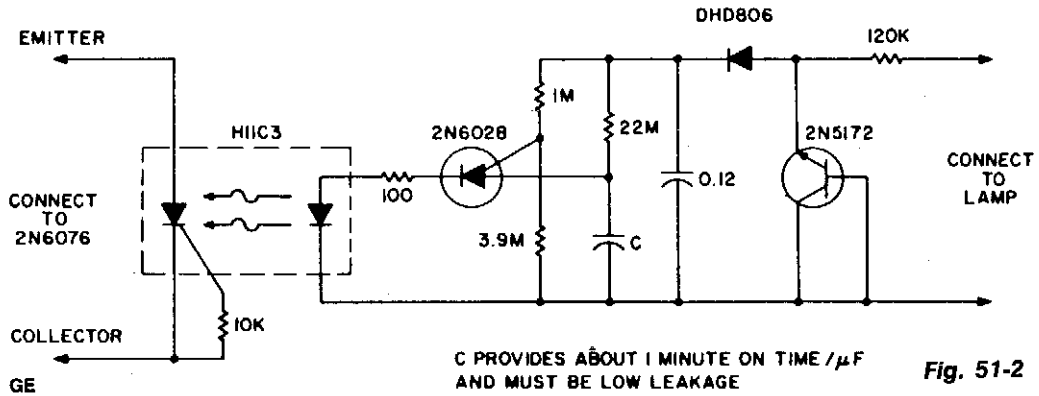 DHD806
EMITTER
120K
1M
H11C3
2N6028
22M
2N5172
CONNECT
TO
2N6076
100
0.12
CONNECT
TO
LAMP
3.9M
C
10K
COLLECTOR
GE
C PROVIDES ABOUT 1 MINUTE ON TIME/µF
AND MUST BE LOW LEAKAGE
Fig. 51-2